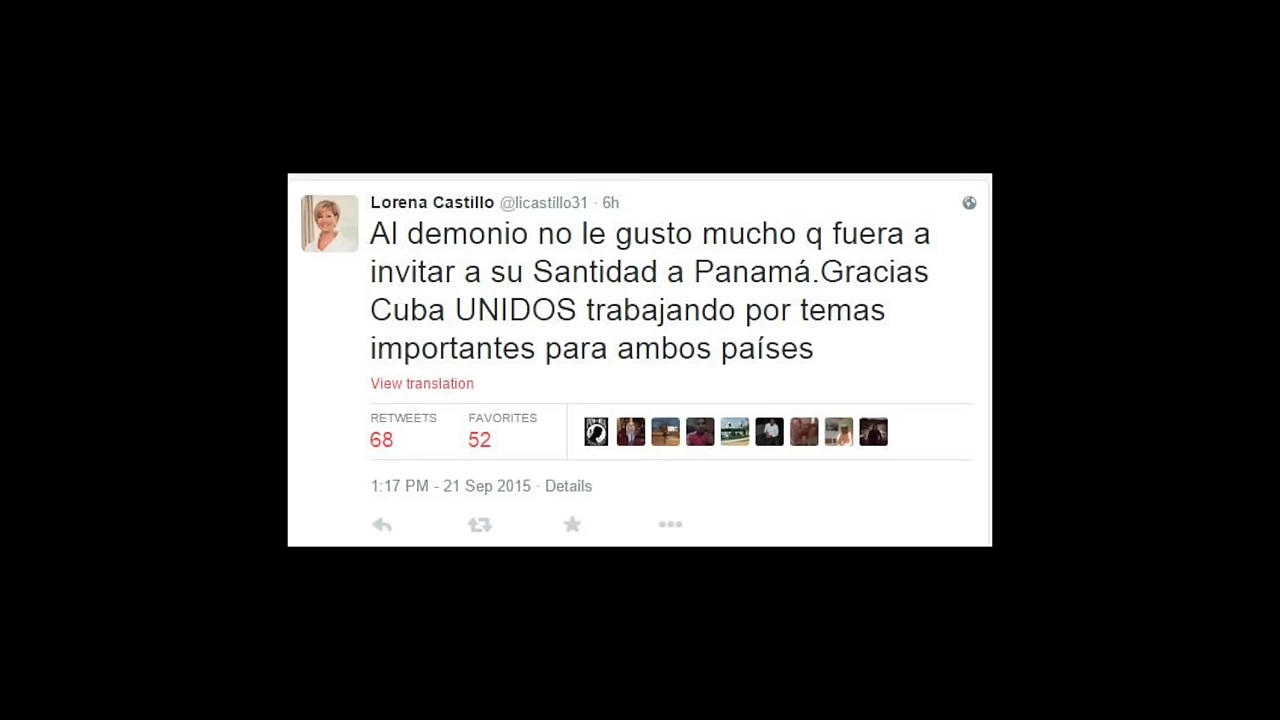 Lorena Castillo @licastillo31 · 6h
Al demonio no le gusto mucho q fuera a
invitar a su Santidad a Panamá.Gracias
Cuba UNIDOS trabajando por temas
importantes para ambos países
View translation
RETWEETS FAVORITES
68 52
1:17 PM - 21 Sep 2015 · Details